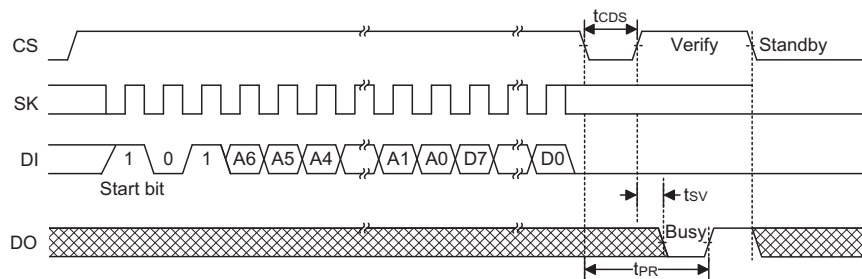 tCDS
CS Verify Standby
SK
DI 1 0 1 A6 A5 A4 A1 A0 D7 D0
Start bit
tSV
DO Busy
tPR